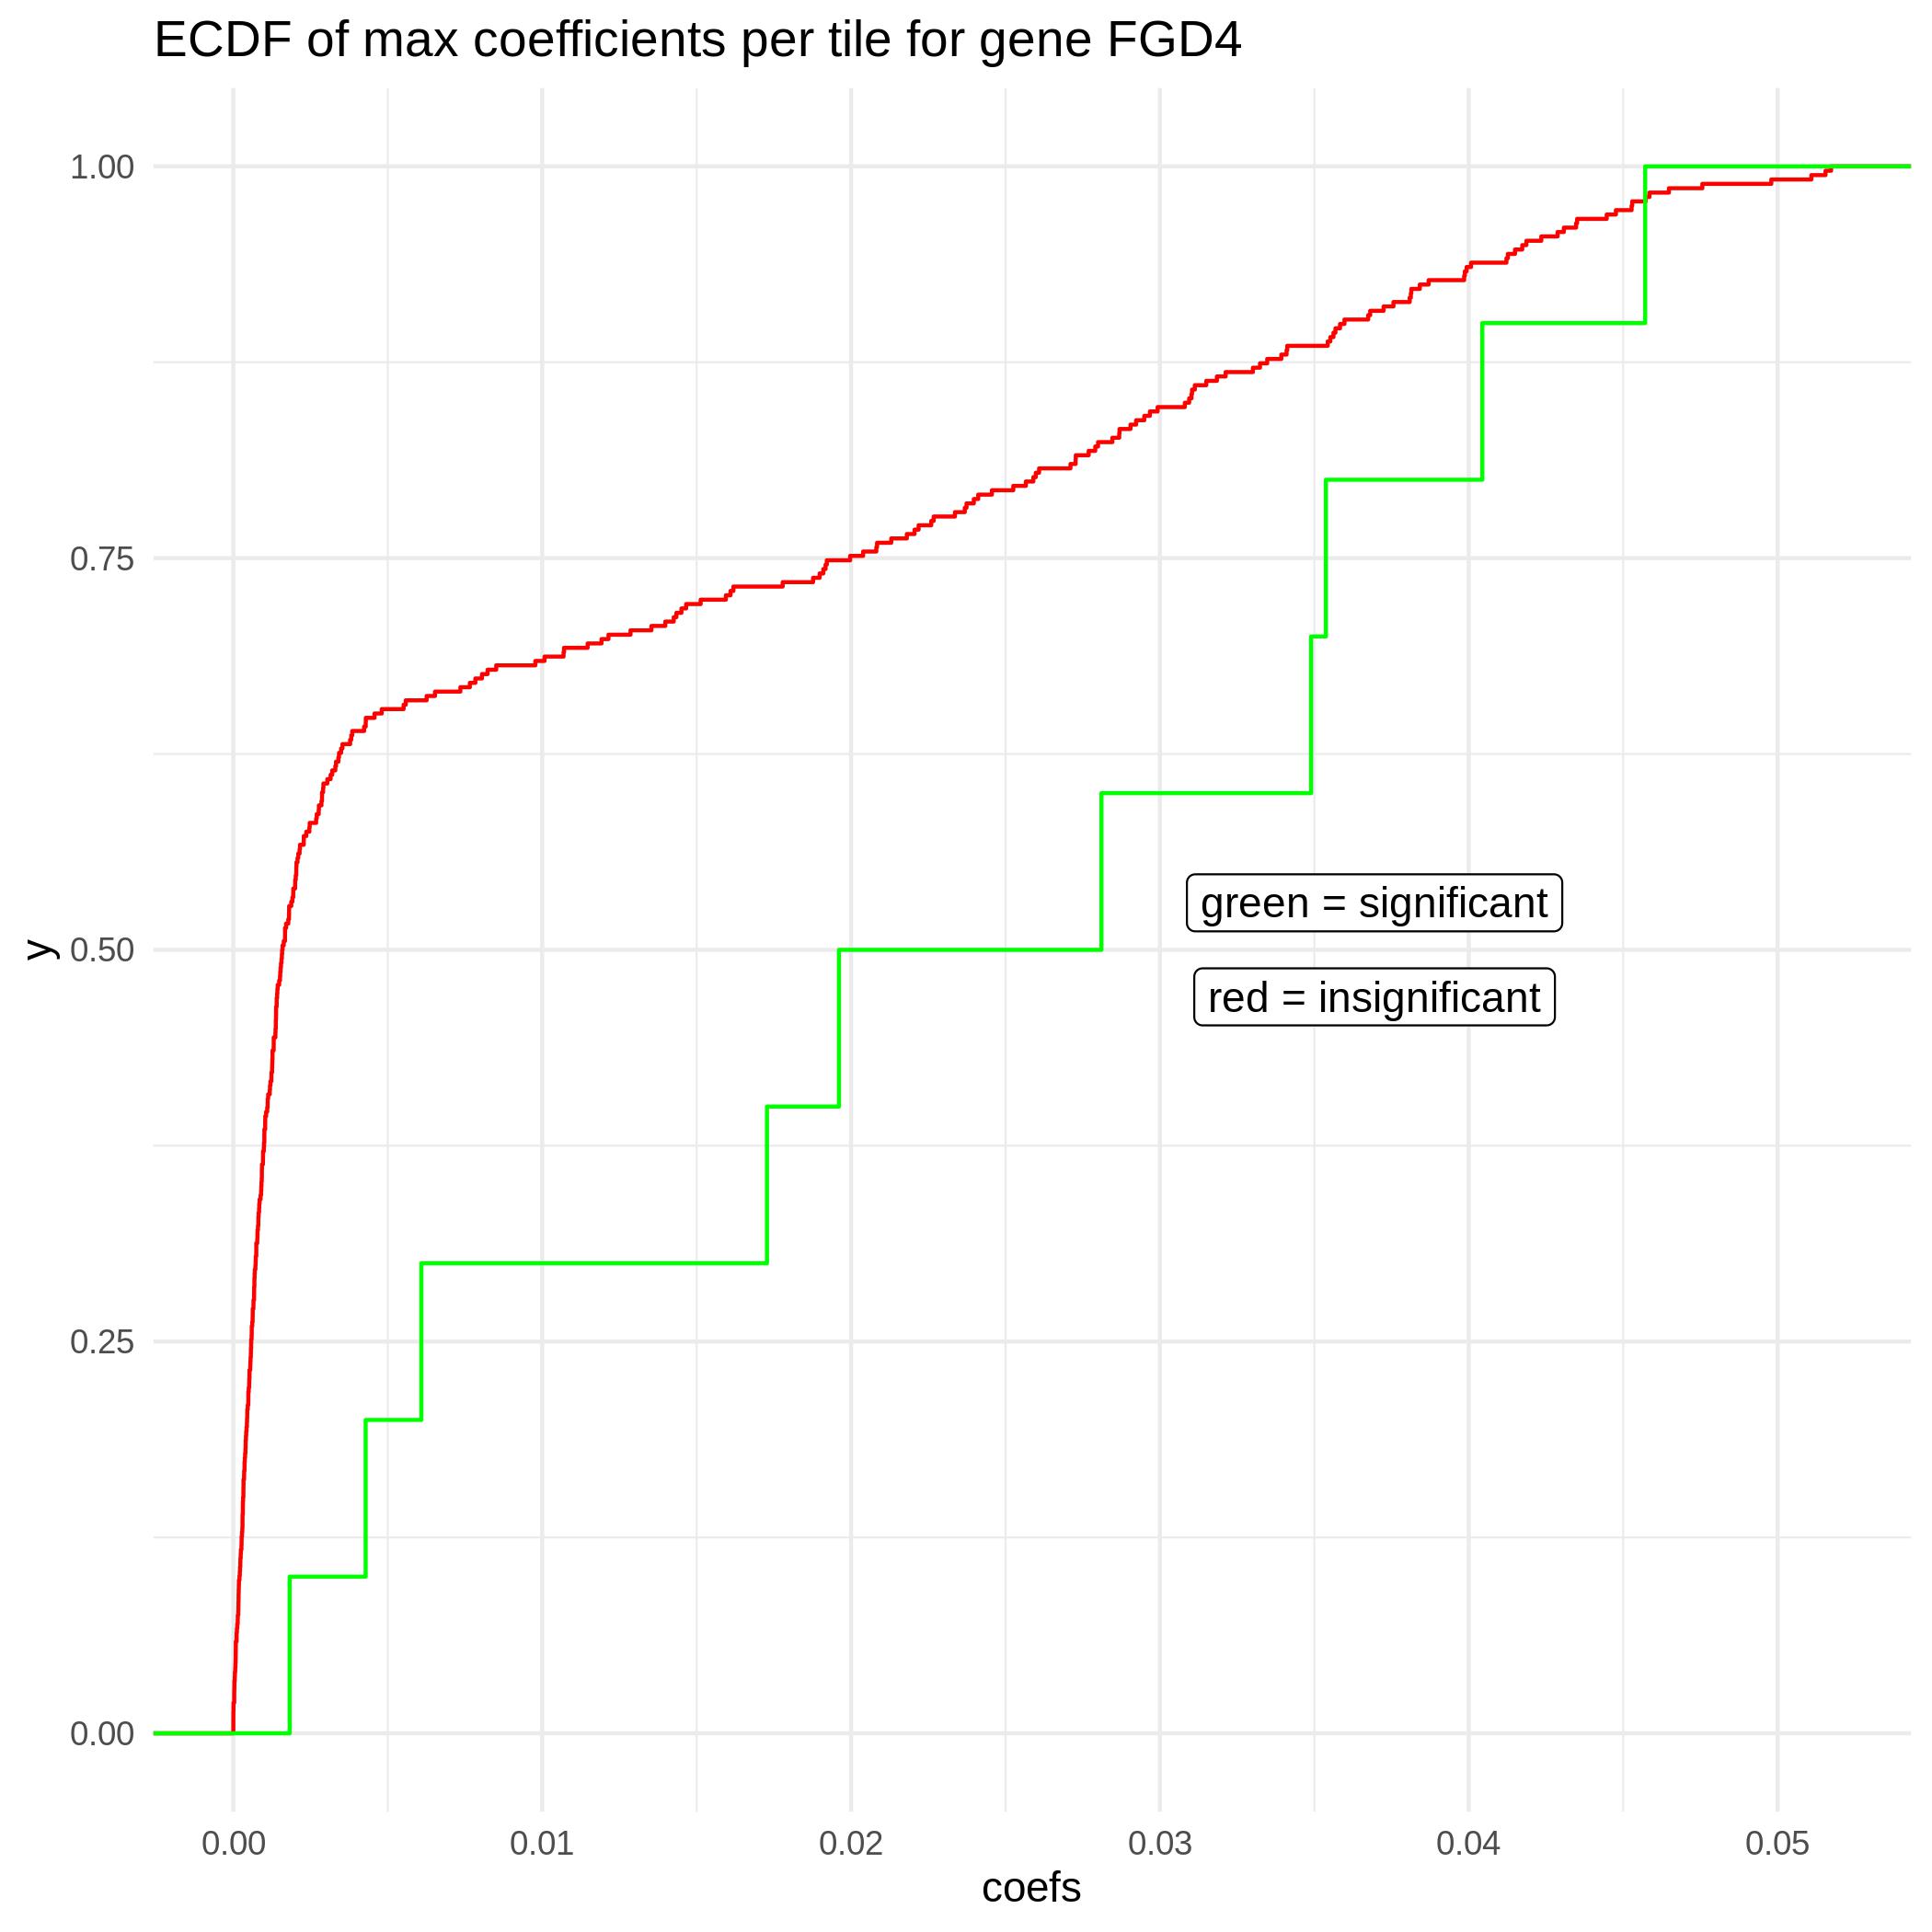 ECDF of max coefficients per tile for gene FGD4
1.00
0.75
0.50
0.25
0.00
y
green = significant
red = insignificant
0.00 0.01 0.02 0.03 0.04 0.05
coefs